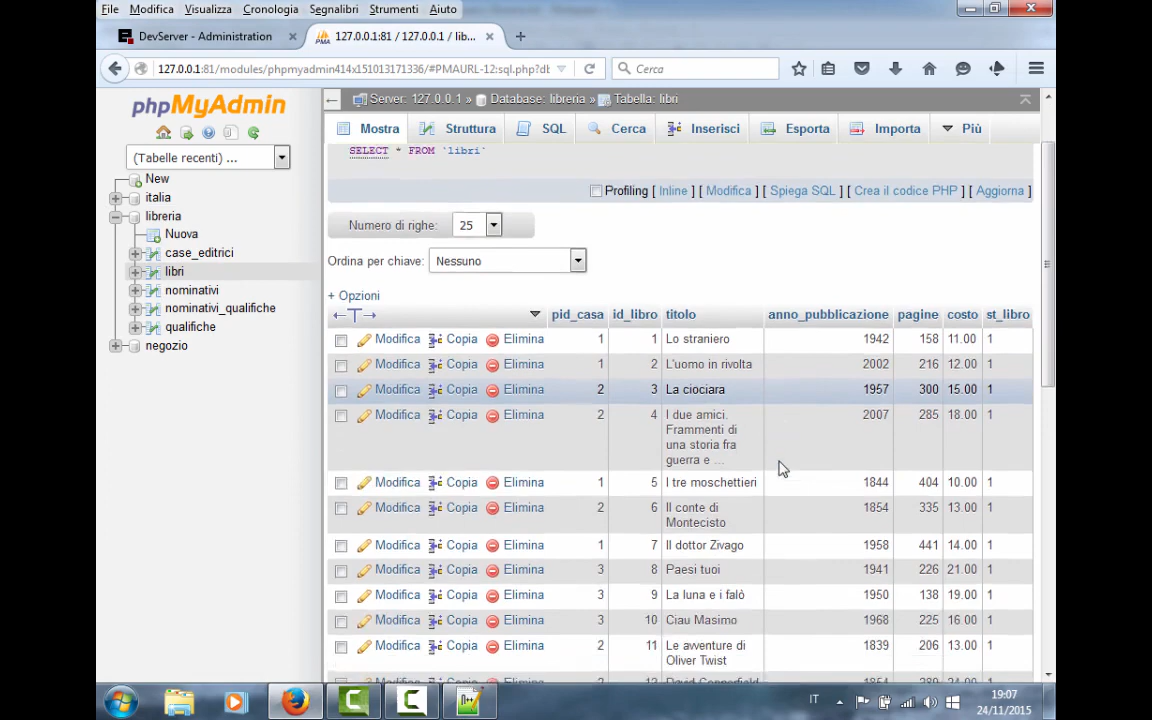 File Modifica Visualizza Cronologia Segnalibri Strumenti Aiuto
DevServer - Administration × 127.0.0.1:81 / 127.0.0.1 / lib... × +
127.0.0.1:81/modules/phpmyadmin414x151013171336/#PMAURL-12:sql.php?db Cerca
phpMyAdmin
(Tabelle recenti) ...
New
italia
libreria
Nuova
case_editrici
libri
nominativi
nominativi_qualifiche
qualifiche
negozio
Server: 127.0.0.1 » Database: libreria » Tabella: libri
Mostra Struttura SQL Cerca Inserisci Esporta Importa Più
SELECT * FROM `libri`
Profiling [ Inline ] [ Modifica ] [ Spiega SQL ] [ Crea il codice PHP ] [ Aggiorna ]
Numero di righe: 25
Ordina per chiave: Nessuno
+ Opzioni
←T→ pid_casa id_libro titolo anno_pubblicazione pagine costo st_libro
Modifica Copia Elimina 1 1 Lo straniero 1942 158 11.00 1
Modifica Copia Elimina 1 2 L'uomo in rivolta 2002 216 12.00 1
Modifica Copia Elimina 2 3 La ciociara 1957 300 15.00 1
Modifica Copia Elimina 2 4 I due amici. 2007 285 18.00 1
Frammenti di
una storia fra
guerra e ...
Modifica Copia Elimina 1 5 I tre moschettieri 1844 404 10.00 1
Modifica Copia Elimina 2 6 Il conte di 1854 335 13.00 1
Montecisto
Modifica Copia Elimina 1 7 Il dottor Zivago 1958 441 14.00 1
Modifica Copia Elimina 3 8 Paesi tuoi 1941 226 21.00 1
Modifica Copia Elimina 3 9 La luna e i falò 1950 138 19.00 1
Modifica Copia Elimina 3 10 Ciau Masimo 1968 225 16.00 1
Modifica Copia Elimina 2 11 Le avventure di 1839 206 13.00 1
Oliver Twist
IT 19:07
24/11/2015